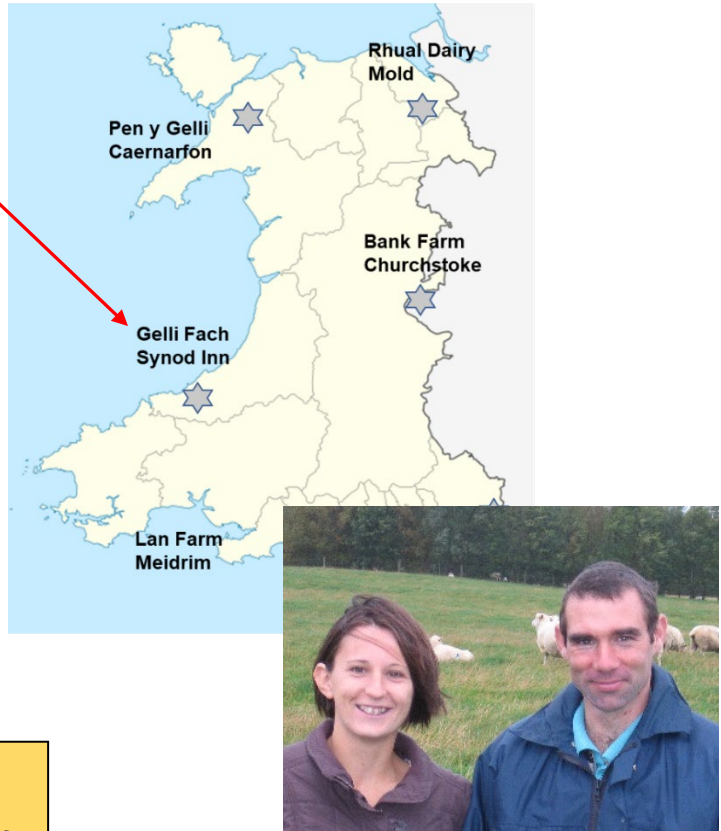 Rhual Dairy
Mold
Pen y Gelli
Caernarfon
Bank Farm
Churchstoke
Gelli Fach
Synod Inn
Lan Farm
Meidrim